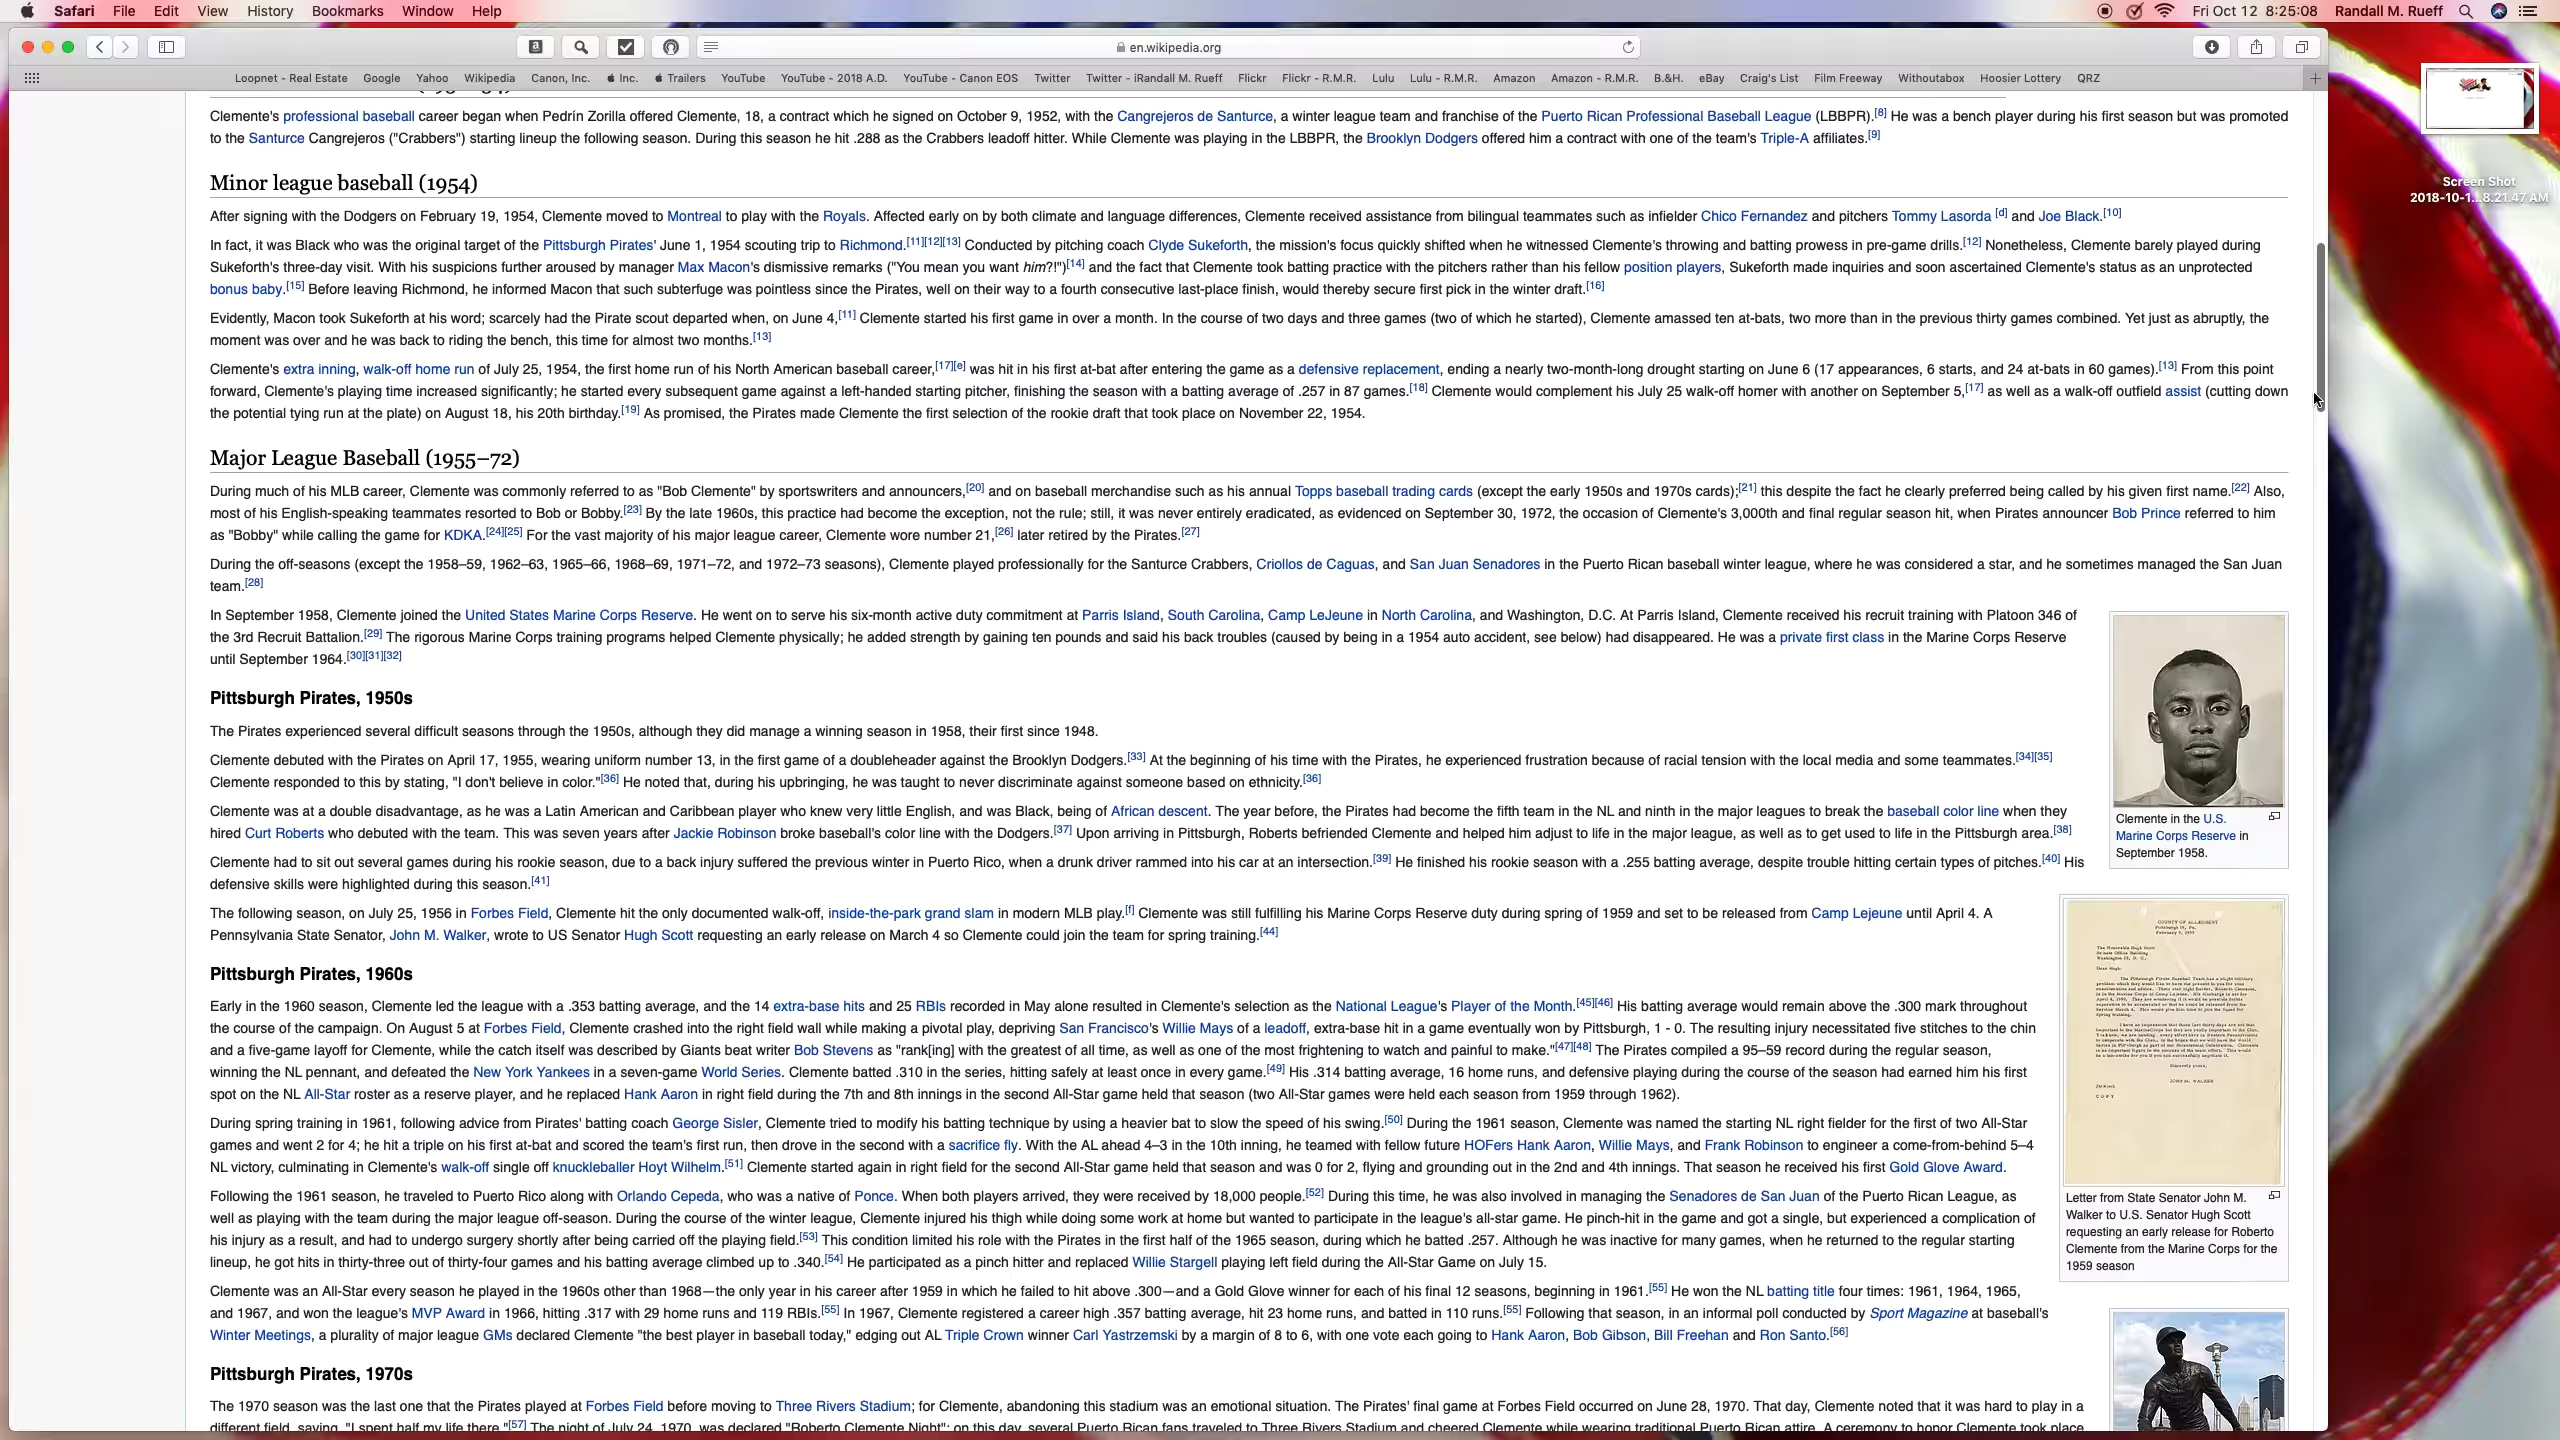 Safari File Edit View History Bookmarks Window Help
Fri Oct 12 8:25:08 Randall M. Rueff
en.wikipedia.org
Loopnet - Real Estate Google Yahoo Wikipedia Canon, Inc. Inc. Trailers YouTube YouTube - 2018 A.D. YouTube - Canon EOS Twitter Twitter - iRandall M. Rueff Flickr Flickr - R.M.R. Lulu Lulu - R.M.R. Amazon Amazon - R.M.R. B.&H. eBay Craig's List Film Freeway Withoutabox Hoosier Lottery QRZ
Screen Shot
2018-10-1...8.21.47 AM
Clemente's professional baseball career began when Pedrín Zorilla offered Clemente, 18, a contract which he signed on October 9, 1952, with the Cangrejeros de Santurce, a winter league team and franchise of the Puerto Rican Professional Baseball League (LBBPR).[8] He was a bench player during his first season but was promoted
to the Santurce Cangrejeros ("Crabbers") starting lineup the following season. During this season he hit .288 as the Crabbers leadoff hitter. While Clemente was playing in the LBBPR, the Brooklyn Dodgers offered him a contract with one of the team's Triple-A affiliates.[9]
Minor league baseball (1954)
After signing with the Dodgers on February 19, 1954, Clemente moved to Montreal to play with the Royals. Affected early on by both climate and language differences, Clemente received assistance from bilingual teammates such as infielder Chico Fernandez and pitchers Tommy Lasorda [d] and Joe Black.[10]
In fact, it was Black who was the original target of the Pittsburgh Pirates' June 1, 1954 scouting trip to Richmond.[11][12][13] Conducted by pitching coach Clyde Sukeforth, the mission's focus quickly shifted when he witnessed Clemente's throwing and batting prowess in pre-game drills.[12] Nonetheless, Clemente barely played during
Sukeforth's three-day visit. With his suspicions further aroused by manager Max Macon's dismissive remarks ("You mean you want him?!")[14] and the fact that Clemente took batting practice with the pitchers rather than his fellow position players, Sukeforth made inquiries and soon ascertained Clemente's status as an unprotected
bonus baby.[15] Before leaving Richmond, he informed Macon that such subterfuge was pointless since the Pirates, well on their way to a fourth consecutive last-place finish, would thereby secure first pick in the winter draft.[16]
Evidently, Macon took Sukeforth at his word; scarcely had the Pirate scout departed when, on June 4,[11] Clemente started his first game in over a month. In the course of two days and three games (two of which he started), Clemente amassed ten at-bats, two more than in the previous thirty games combined. Yet just as abruptly, the
moment was over and he was back to riding the bench, this time for almost two months.[13]
Clemente's extra inning, walk-off home run of July 25, 1954, the first home run of his North American baseball career,[17][e] was hit in his first at-bat after entering the game as a defensive replacement, ending a nearly two-month-long drought starting on June 6 (17 appearances, 6 starts, and 24 at-bats in 60 games).[13] From this point
forward, Clemente's playing time increased significantly; he started every subsequent game against a left-handed starting pitcher, finishing the season with a batting average of .257 in 87 games.[18] Clemente would complement his July 25 walk-off homer with another on September 5,[17] as well as a walk-off outfield assist (cutting down
the potential tying run at the plate) on August 18, his 20th birthday.[19] As promised, the Pirates made Clemente the first selection of the rookie draft that took place on November 22, 1954.
Major League Baseball (1955–72)
During much of his MLB career, Clemente was commonly referred to as "Bob Clemente" by sportswriters and announcers,[20] and on baseball merchandise such as his annual Topps baseball trading cards (except the early 1950s and 1970s cards);[21] this despite the fact he clearly preferred being called by his given first name.[22] Also,
most of his English-speaking teammates resorted to Bob or Bobby.[23] By the late 1960s, this practice had become the exception, not the rule; still, it was never entirely eradicated, as evidenced on September 30, 1972, the occasion of Clemente's 3,000th and final regular season hit, when Pirates announcer Bob Prince referred to him
as "Bobby" while calling the game for KDKA.[24][25] For the vast majority of his major league career, Clemente wore number 21,[26] later retired by the Pirates.[27]
During the off-seasons (except the 1958–59, 1962–63, 1965–66, 1968–69, 1971–72, and 1972–73 seasons), Clemente played professionally for the Santurce Crabbers, Criollos de Caguas, and San Juan Senadores in the Puerto Rican baseball winter league, where he was considered a star, and he sometimes managed the San Juan
team.[28]
In September 1958, Clemente joined the United States Marine Corps Reserve. He went on to serve his six-month active duty commitment at Parris Island, South Carolina, Camp LeJeune in North Carolina, and Washington, D.C. At Parris Island, Clemente received his recruit training with Platoon 346 of
the 3rd Recruit Battalion.[29] The rigorous Marine Corps training programs helped Clemente physically; he added strength by gaining ten pounds and said his back troubles (caused by being in a 1954 auto accident, see below) had disappeared. He was a private first class in the Marine Corps Reserve
until September 1964.[30][31][32]
Clemente in the U.S.
Marine Corps Reserve in
September 1958.
Pittsburgh Pirates, 1950s
The Pirates experienced several difficult seasons through the 1950s, although they did manage a winning season in 1958, their first since 1948.
Clemente debuted with the Pirates on April 17, 1955, wearing uniform number 13, in the first game of a doubleheader against the Brooklyn Dodgers.[33] At the beginning of his time with the Pirates, he experienced frustration because of racial tension with the local media and some teammates.[34][35]
Clemente responded to this by stating, "I don't believe in color."[36] He noted that, during his upbringing, he was taught to never discriminate against someone based on ethnicity.[36]
Clemente was at a double disadvantage, as he was a Latin American and Caribbean player who knew very little English, and was Black, being of African descent. The year before, the Pirates had become the fifth team in the NL and ninth in the major leagues to break the baseball color line when they
hired Curt Roberts who debuted with the team. This was seven years after Jackie Robinson broke baseball's color line with the Dodgers.[37] Upon arriving in Pittsburgh, Roberts befriended Clemente and helped him adjust to life in the major league, as well as to get used to life in the Pittsburgh area.[38]
Clemente had to sit out several games during his rookie season, due to a back injury suffered the previous winter in Puerto Rico, when a drunk driver rammed into his car at an intersection.[39] He finished his rookie season with a .255 batting average, despite trouble hitting certain types of pitches.[40] His
defensive skills were highlighted during this season.[41]
The following season, on July 25, 1956 in Forbes Field, Clemente hit the only documented walk-off, inside-the-park grand slam in modern MLB play.[f] Clemente was still fulfilling his Marine Corps Reserve duty during spring of 1959 and set to be released from Camp Lejeune until April 4. A
Pennsylvania State Senator, John M. Walker, wrote to US Senator Hugh Scott requesting an early release on March 4 so Clemente could join the team for spring training.[44]
Letter from State Senator John M.
Walker to U.S. Senator Hugh Scott
requesting an early release for Roberto
Clemente from the Marine Corps for the
1959 season
Pittsburgh Pirates, 1960s
Early in the 1960 season, Clemente led the league with a .353 batting average, and the 14 extra-base hits and 25 RBIs recorded in May alone resulted in Clemente's selection as the National League's Player of the Month.[45][46] His batting average would remain above the .300 mark throughout
the course of the campaign. On August 5 at Forbes Field, Clemente crashed into the right field wall while making a pivotal play, depriving San Francisco's Willie Mays of a leadoff, extra-base hit in a game eventually won by Pittsburgh, 1 - 0. The resulting injury necessitated five stitches to the chin
and a five-game layoff for Clemente, while the catch itself was described by Giants beat writer Bob Stevens as "rank[ing] with the greatest of all time, as well as one of the most frightening to watch and painful to make."[47][48] The Pirates compiled a 95–59 record during the regular season,
winning the NL pennant, and defeated the New York Yankees in a seven-game World Series. Clemente batted .310 in the series, hitting safely at least once in every game.[49] His .314 batting average, 16 home runs, and defensive playing during the course of the season had earned him his first
spot on the NL All-Star roster as a reserve player, and he replaced Hank Aaron in right field during the 7th and 8th innings in the second All-Star game held that season (two All-Star games were held each season from 1959 through 1962).
During spring training in 1961, following advice from Pirates' batting coach George Sisler, Clemente tried to modify his batting technique by using a heavier bat to slow the speed of his swing.[50] During the 1961 season, Clemente was named the starting NL right fielder for the first of two All-Star
games and went 2 for 4; he hit a triple on his first at-bat and scored the team's first run, then drove in the second with a sacrifice fly. With the AL ahead 4–3 in the 10th inning, he teamed with fellow future HOFers Hank Aaron, Willie Mays, and Frank Robinson to engineer a come-from-behind 5–4
NL victory, culminating in Clemente's walk-off single off knuckleballer Hoyt Wilhelm.[51] Clemente started again in right field for the second All-Star game held that season and was 0 for 2, flying and grounding out in the 2nd and 4th innings. That season he received his first Gold Glove Award.
Following the 1961 season, he traveled to Puerto Rico along with Orlando Cepeda, who was a native of Ponce. When both players arrived, they were received by 18,000 people.[52] During this time, he was also involved in managing the Senadores de San Juan of the Puerto Rican League, as
well as playing with the team during the major league off-season. During the course of the winter league, Clemente injured his thigh while doing some work at home but wanted to participate in the league's all-star game. He pinch-hit in the game and got a single, but experienced a complication of
his injury as a result, and had to undergo surgery shortly after being carried off the playing field.[53] This condition limited his role with the Pirates in the first half of the 1965 season, during which he batted .257. Although he was inactive for many games, when he returned to the regular starting
lineup, he got hits in thirty-three out of thirty-four games and his batting average climbed up to .340.[54] He participated as a pinch hitter and replaced Willie Stargell playing left field during the All-Star Game on July 15.
Clemente was an All-Star every season he played in the 1960s other than 1968—the only year in his career after 1959 in which he failed to hit above .300—and a Gold Glove winner for each of his final 12 seasons, beginning in 1961.[55] He won the NL batting title four times: 1961, 1964, 1965,
and 1967, and won the league's MVP Award in 1966, hitting .317 with 29 home runs and 119 RBIs.[55] In 1967, Clemente registered a career high .357 batting average, hit 23 home runs, and batted in 110 runs.[55] Following that season, in an informal poll conducted by Sport Magazine at baseball's
Winter Meetings, a plurality of major league GMs declared Clemente "the best player in baseball today," edging out AL Triple Crown winner Carl Yastrzemski by a margin of 8 to 6, with one vote each going to Hank Aaron, Bob Gibson, Bill Freehan and Ron Santo.[56]
Pittsburgh Pirates, 1970s
The 1970 season was the last one that the Pirates played at Forbes Field before moving to Three Rivers Stadium; for Clemente, abandoning this stadium was an emotional situation. The Pirates' final game at Forbes Field occurred on June 28, 1970. That day, Clemente noted that it was hard to play in a
different field, saying, "I spent half my life there."[57] The night of July 24, 1970, was declared "Roberto Clemente Night"; on this day, several Puerto Rican fans traveled to Three Rivers Stadium and cheered Clemente while wearing traditional Puerto Rican attire. A ceremony to honor Clemente took place